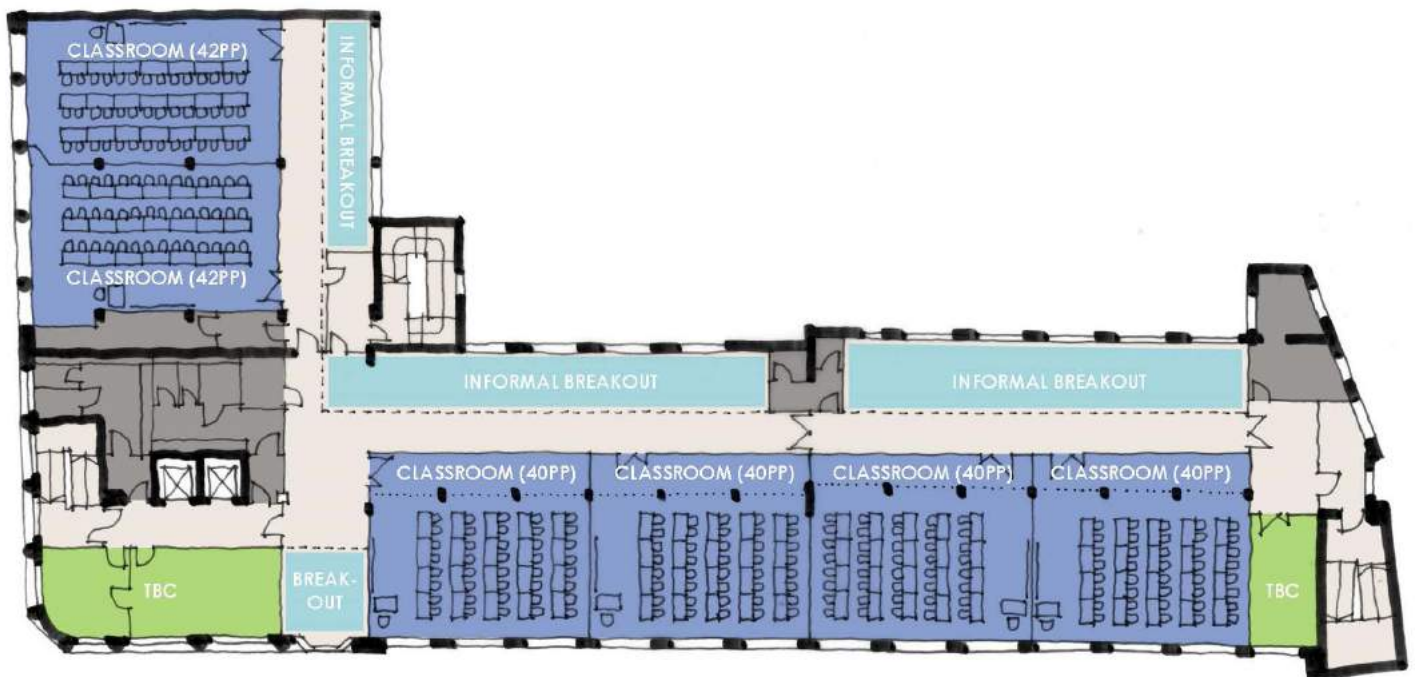 CLASSROOM (42PP)
INFORMAL BREAKOUT
CLASSROOM (42PP)
INFORMAL BREAKOUT
INFORMAL BREAKOUT
CLASSROOM (40PP)
CLASSROOM (40PP)
CLASSROOM (40PP)
CLASSROOM (40PP)
TBC
BREAK-
OUT
TBC